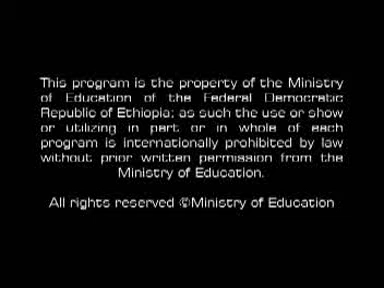 This program is the property of the Ministry
of Education of the Federal Democratic
Republic of Ethiopia; as such the use or show
or utilizing in part or in whole of each
program is internationally prohibited by law
without prior written permission from the
Ministry of Education.
All rights reserved ©Ministry of Education